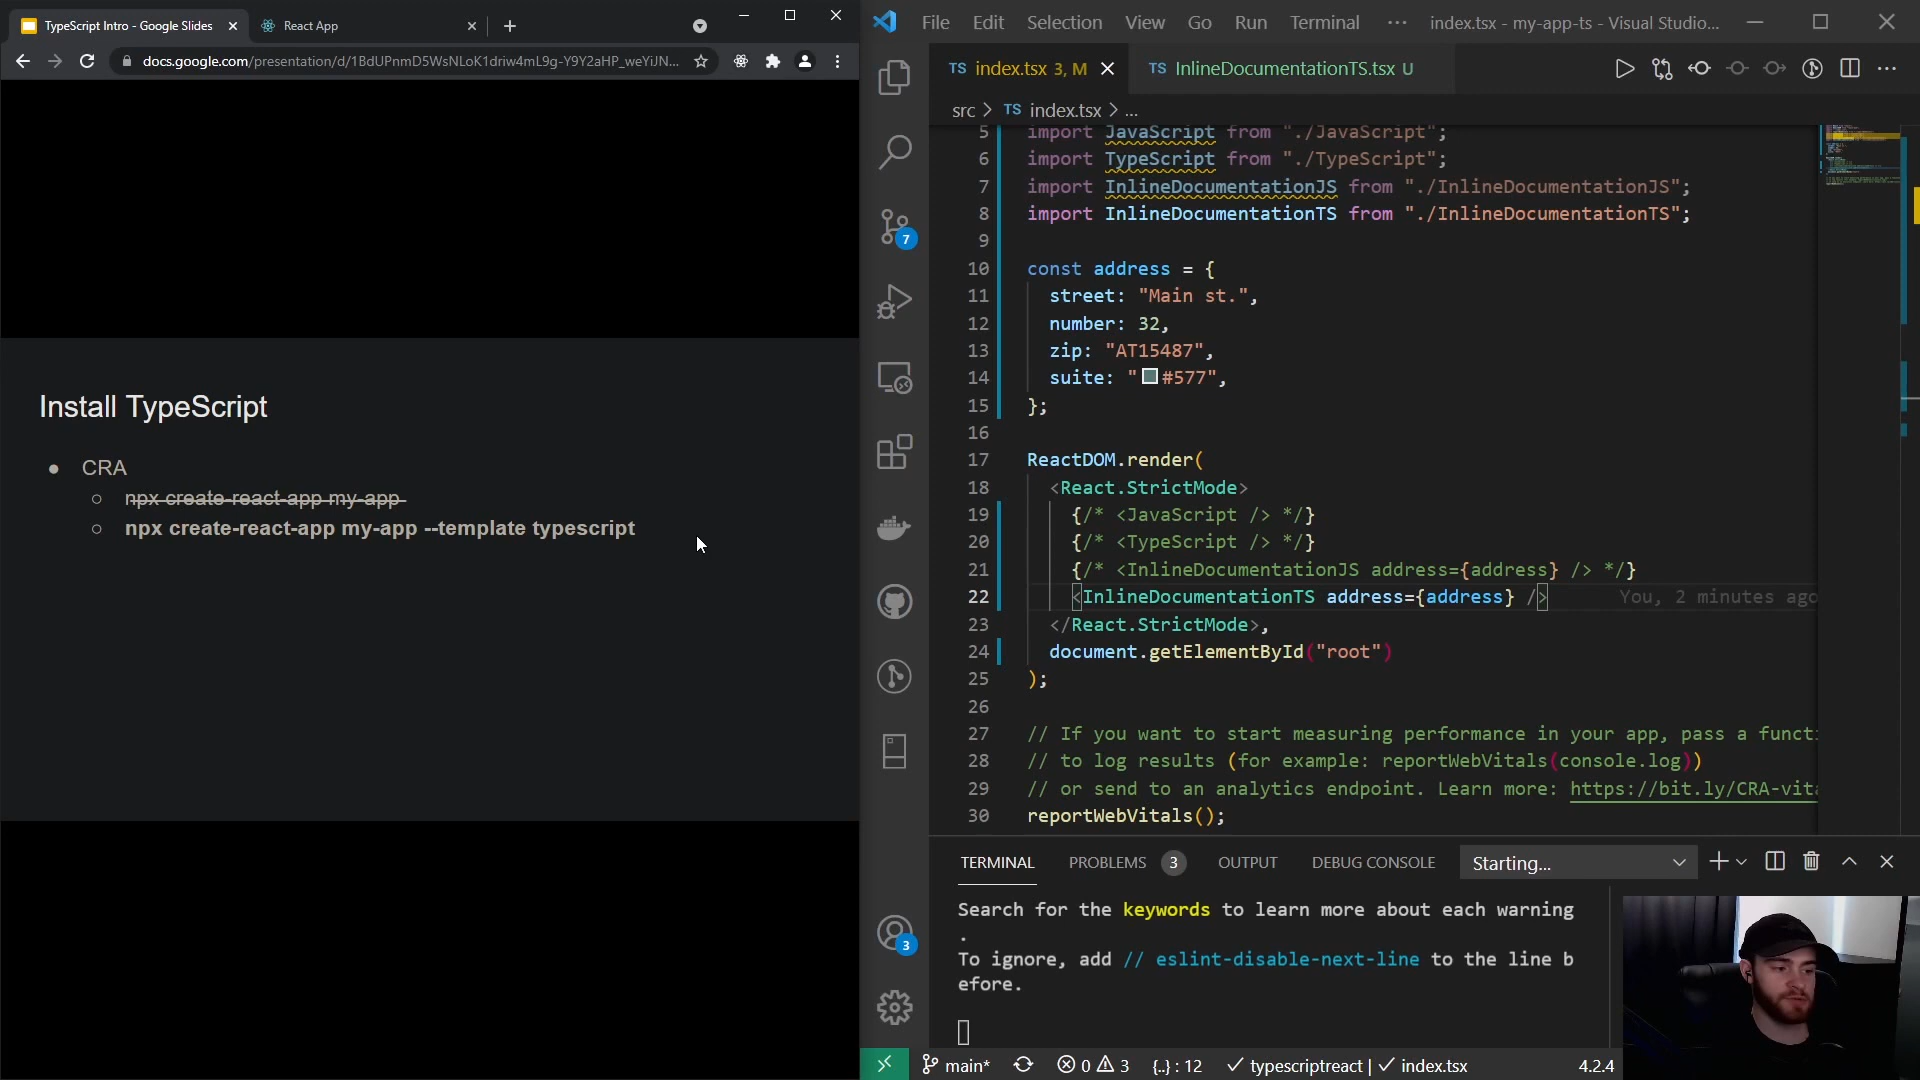 TypeScript Intro - Google Slides
React App
docs.google.com/presentation/d/1BdUPnmD5WsNLoK1driw4mL9g-Y9Y2aHP_weYiJN...
Install TypeScript
● CRA
○ npx create-react-app my-app
○ npx create-react-app my-app --template typescript
File Edit Selection View Go Run Terminal ··· index.tsx - my-app-ts - Visual Studio...
TS index.tsx 3, M
TS InlineDocumentationTS.tsx U
src > TS index.tsx > ...
5 import JavaScript from "./JavaScript";
6 import TypeScript from "./TypeScript";
7 import InlineDocumentationJS from "./InlineDocumentationJS";
8 import InlineDocumentationTS from "./InlineDocumentationTS";
9
10 const address = {
11 street: "Main st.",
12 number: 32,
13 zip: "AT15487",
14 suite: "#577",
15 };
16
17 ReactDOM.render(
18 <React.StrictMode>
19 {/* <JavaScript /> */}
20 {/* <TypeScript /> */}
21 {/* <InlineDocumentationJS address={address} /> */}
22 <InlineDocumentationTS address={address} /> You, 2 minutes ago
23 </React.StrictMode>,
24 document.getElementById("root")
25 );
26
27 // If you want to start measuring performance in your app, pass a functi
28 // to log results (for example: reportWebVitals(console.log))
29 // or send to an analytics endpoint. Learn more: https://bit.ly/CRA-vita
30 reportWebVitals();
7
3
TERMINAL PROBLEMS 3 OUTPUT DEBUG CONSOLE Starting...
Search for the keywords to learn more about each warning
.
To ignore, add // eslint-disable-next-line to the line b
efore.
main* 0 3 {..} : 12 ✓ typescriptreact | ✓ index.tsx 4.2.4